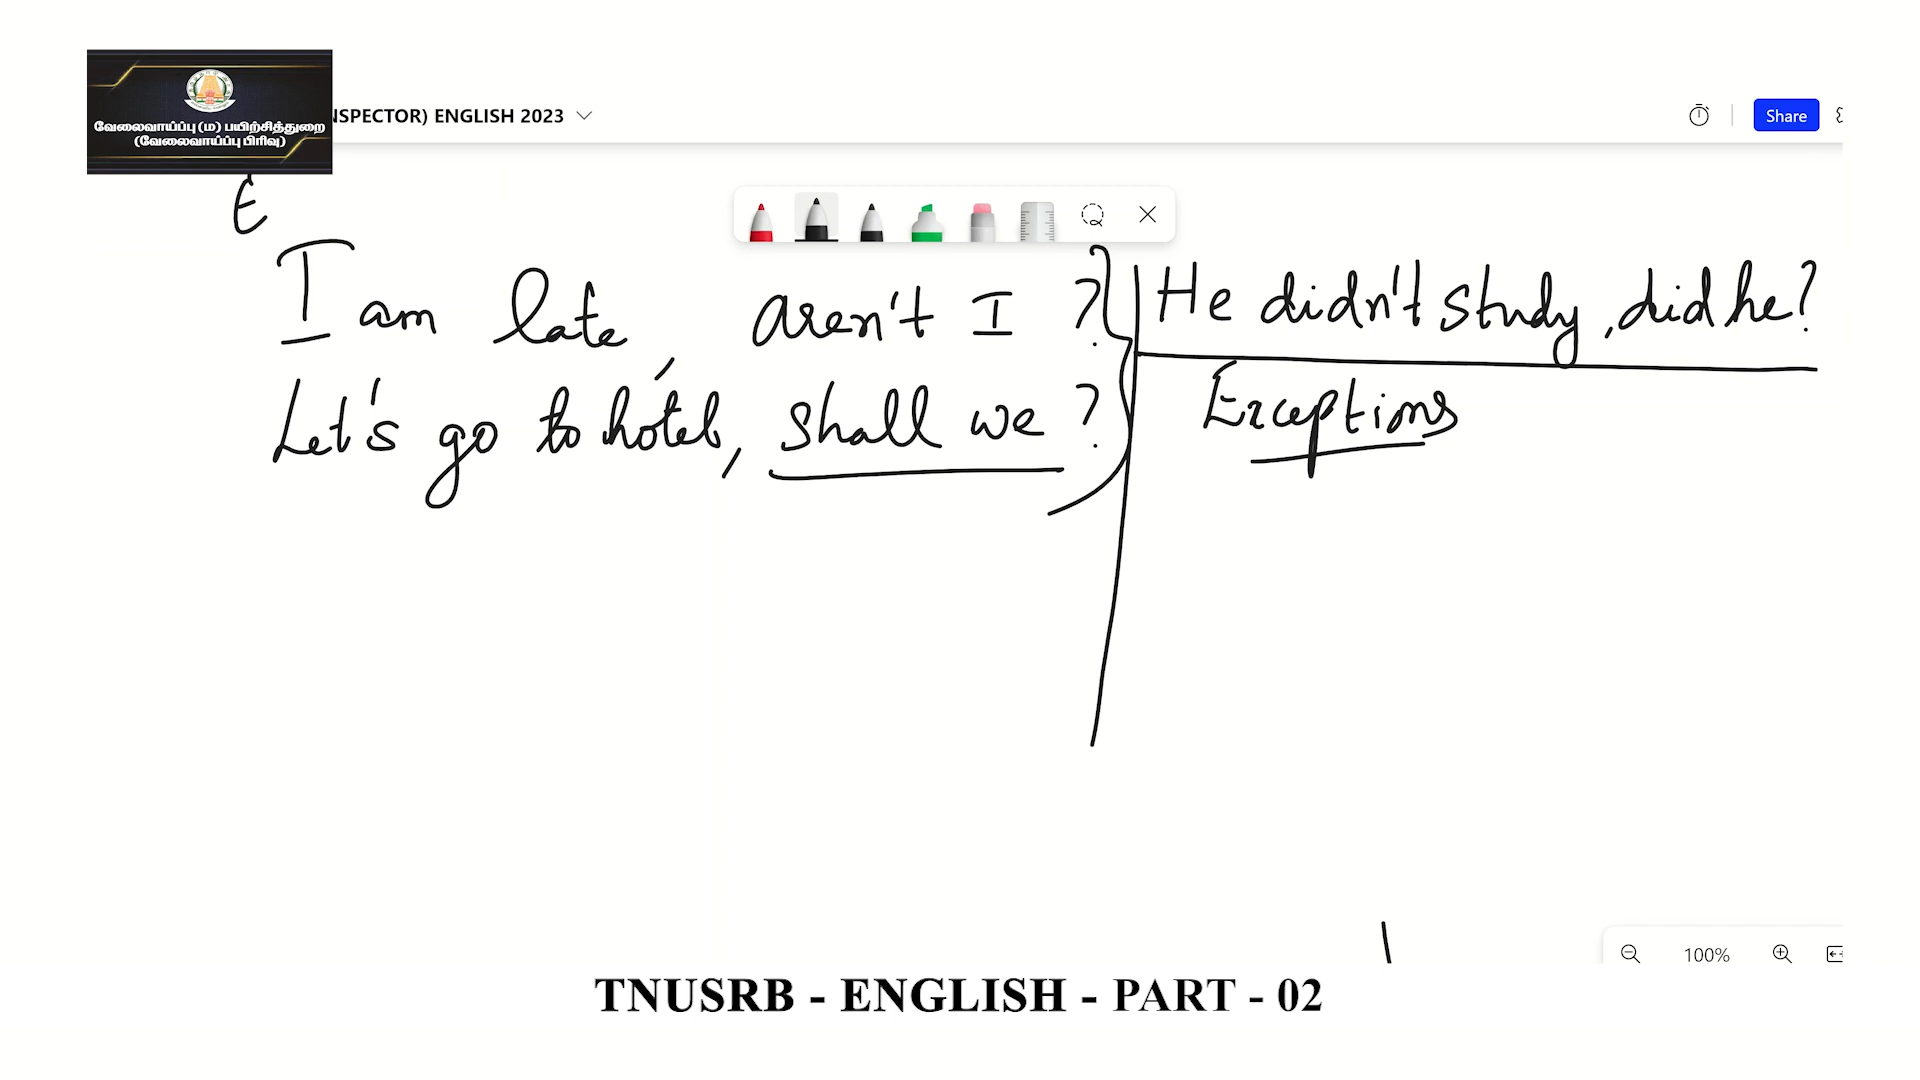 வேலைவாய்ப்பு (ம) பயிற்சித்துறை
(வேலைவாய்ப்பு பிரிவு)
NSPECTOR) ENGLISH 2023
Share
I am late, aren't I ?
Let's go to hotel, shall we ?
He didn't study, did he?
Exceptions
100%
TNUSRB - ENGLISH - PART - 02